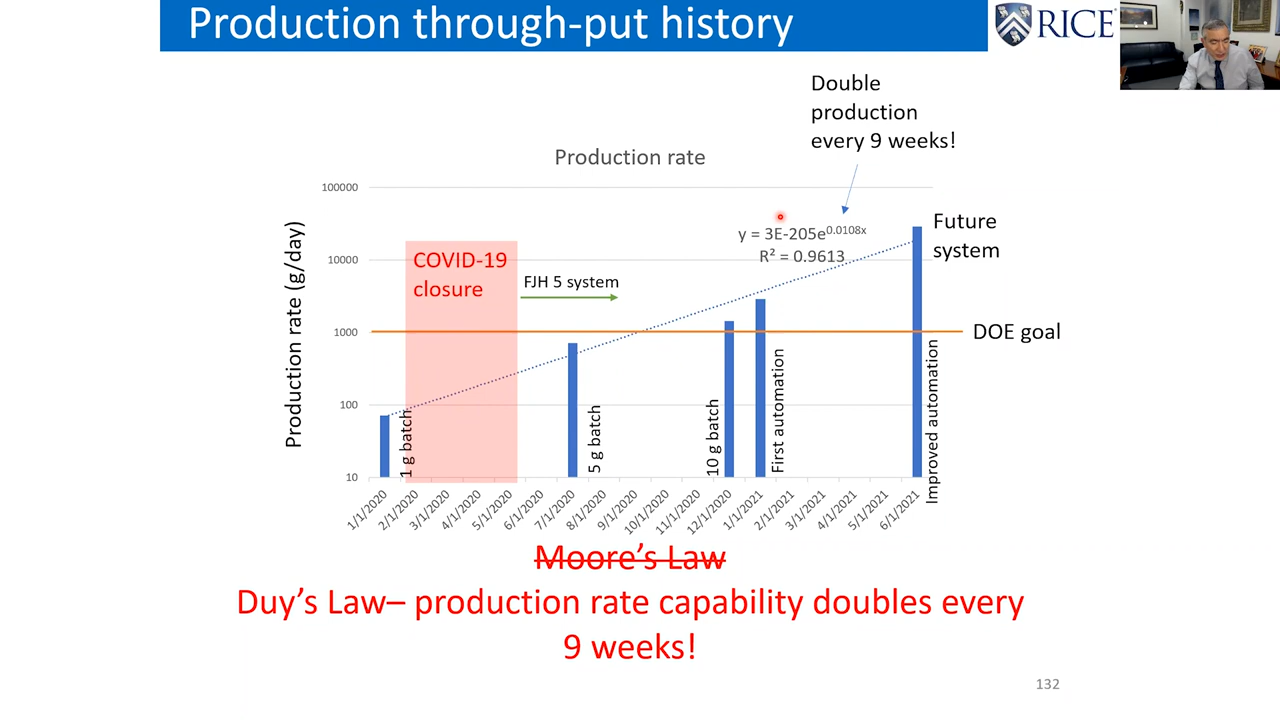 Production through-put history
RICE
Double
production
every 9 weeks!
Production rate
Production rate (g/day)
100000
10000
1000
100
10
COVID-19
closure
FJH 5 system
y = 3E-205e^0.0108x
R² = 0.9613
Future
system
DOE goal
1 g batch
5 g batch
10 g batch
First automation
Improved automation
1/1/2020
2/1/2020
3/1/2020
4/1/2020
5/1/2020
6/1/2020
7/1/2020
8/1/2020
9/1/2020
10/1/2020
11/1/2020
12/1/2020
1/1/2021
2/1/2021
3/1/2021
4/1/2021
5/1/2021
6/1/2021
Moore's Law
Duy's Law– production rate capability doubles every
9 weeks!
132